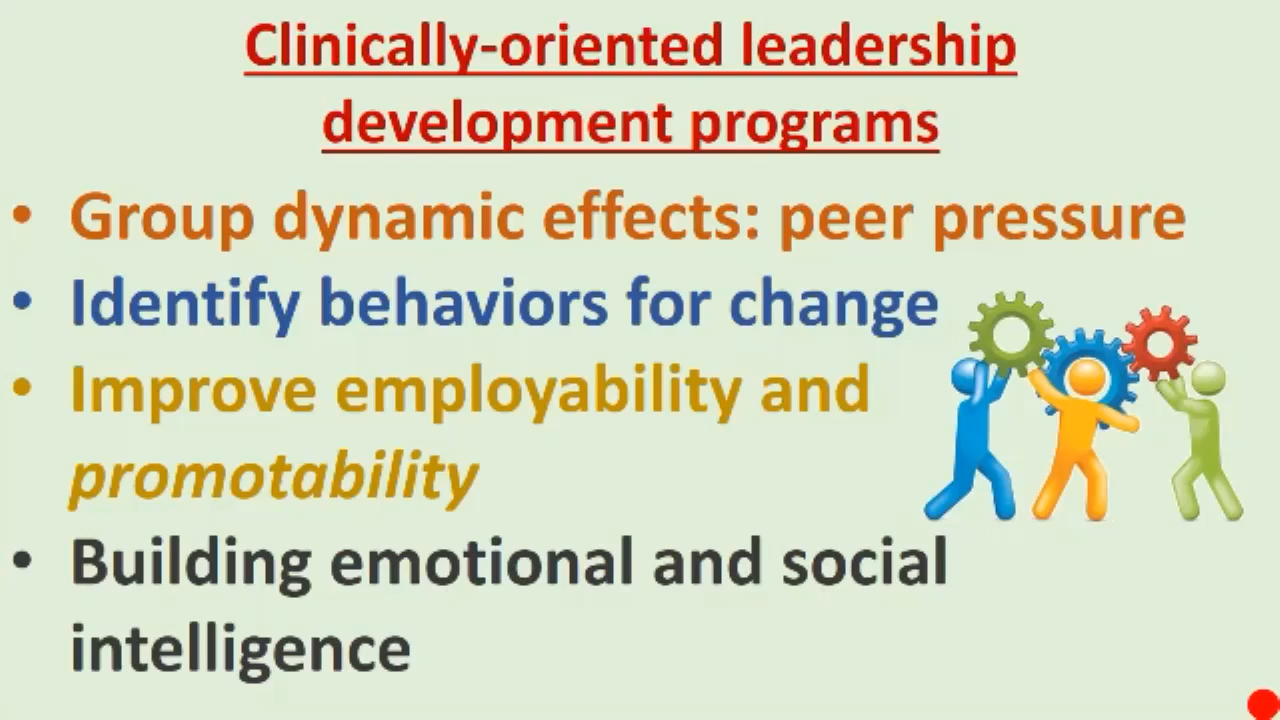 Clinically-oriented leadership
development programs
• Group dynamic effects: peer pressure
• Identify behaviors for change
• Improve employability and
promotability
• Building emotional and social
intelligence